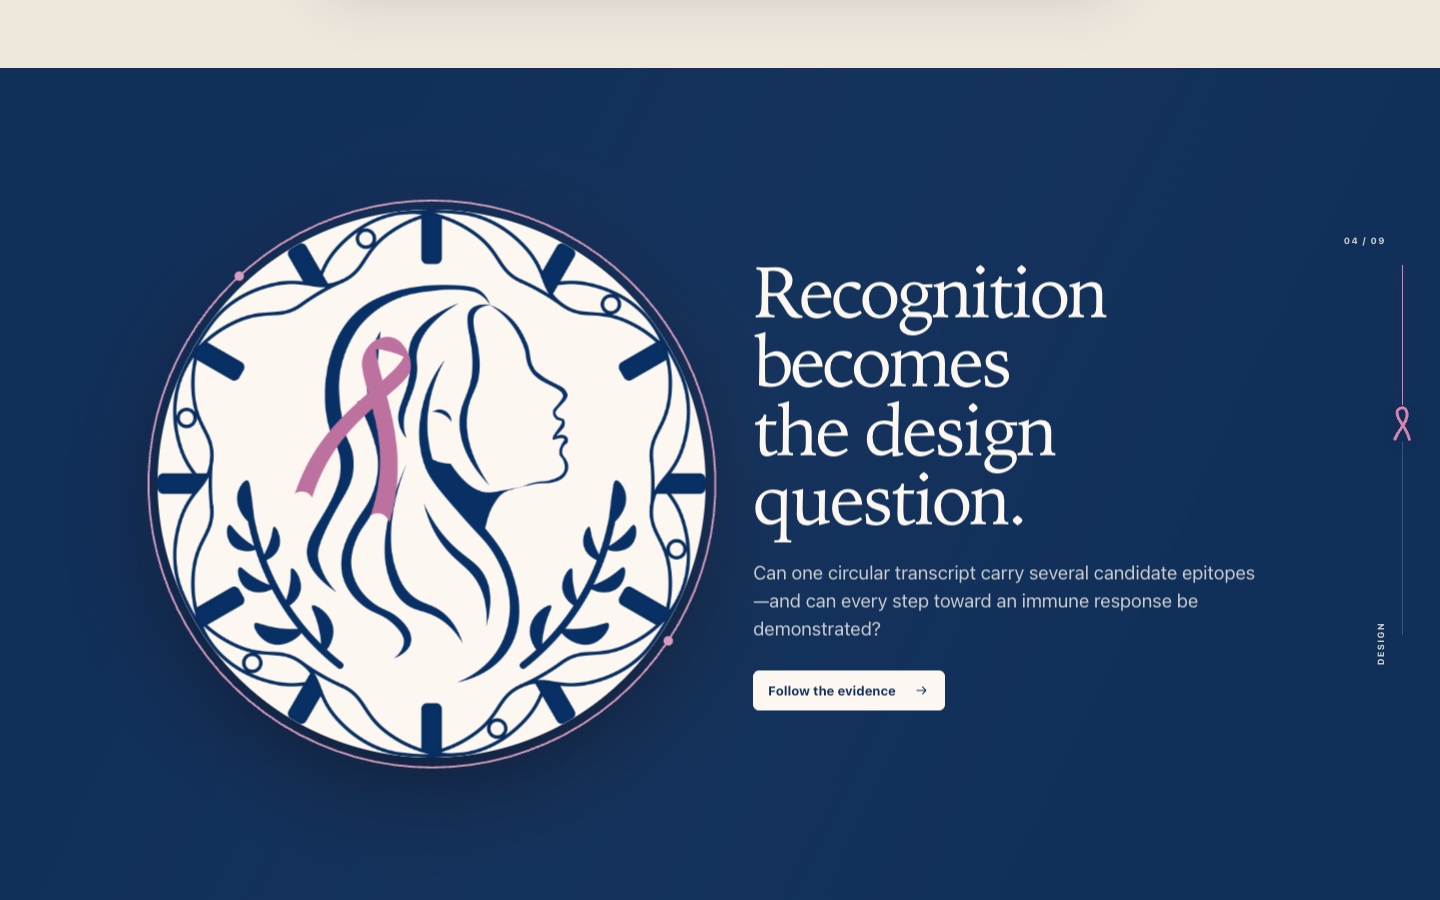 04 / 09
Recognition
becomes
the design
question.
Can one circular transcript carry several candidate epitopes
—and can every step toward an immune response be
demonstrated?
Follow the evidence →
DESIGN